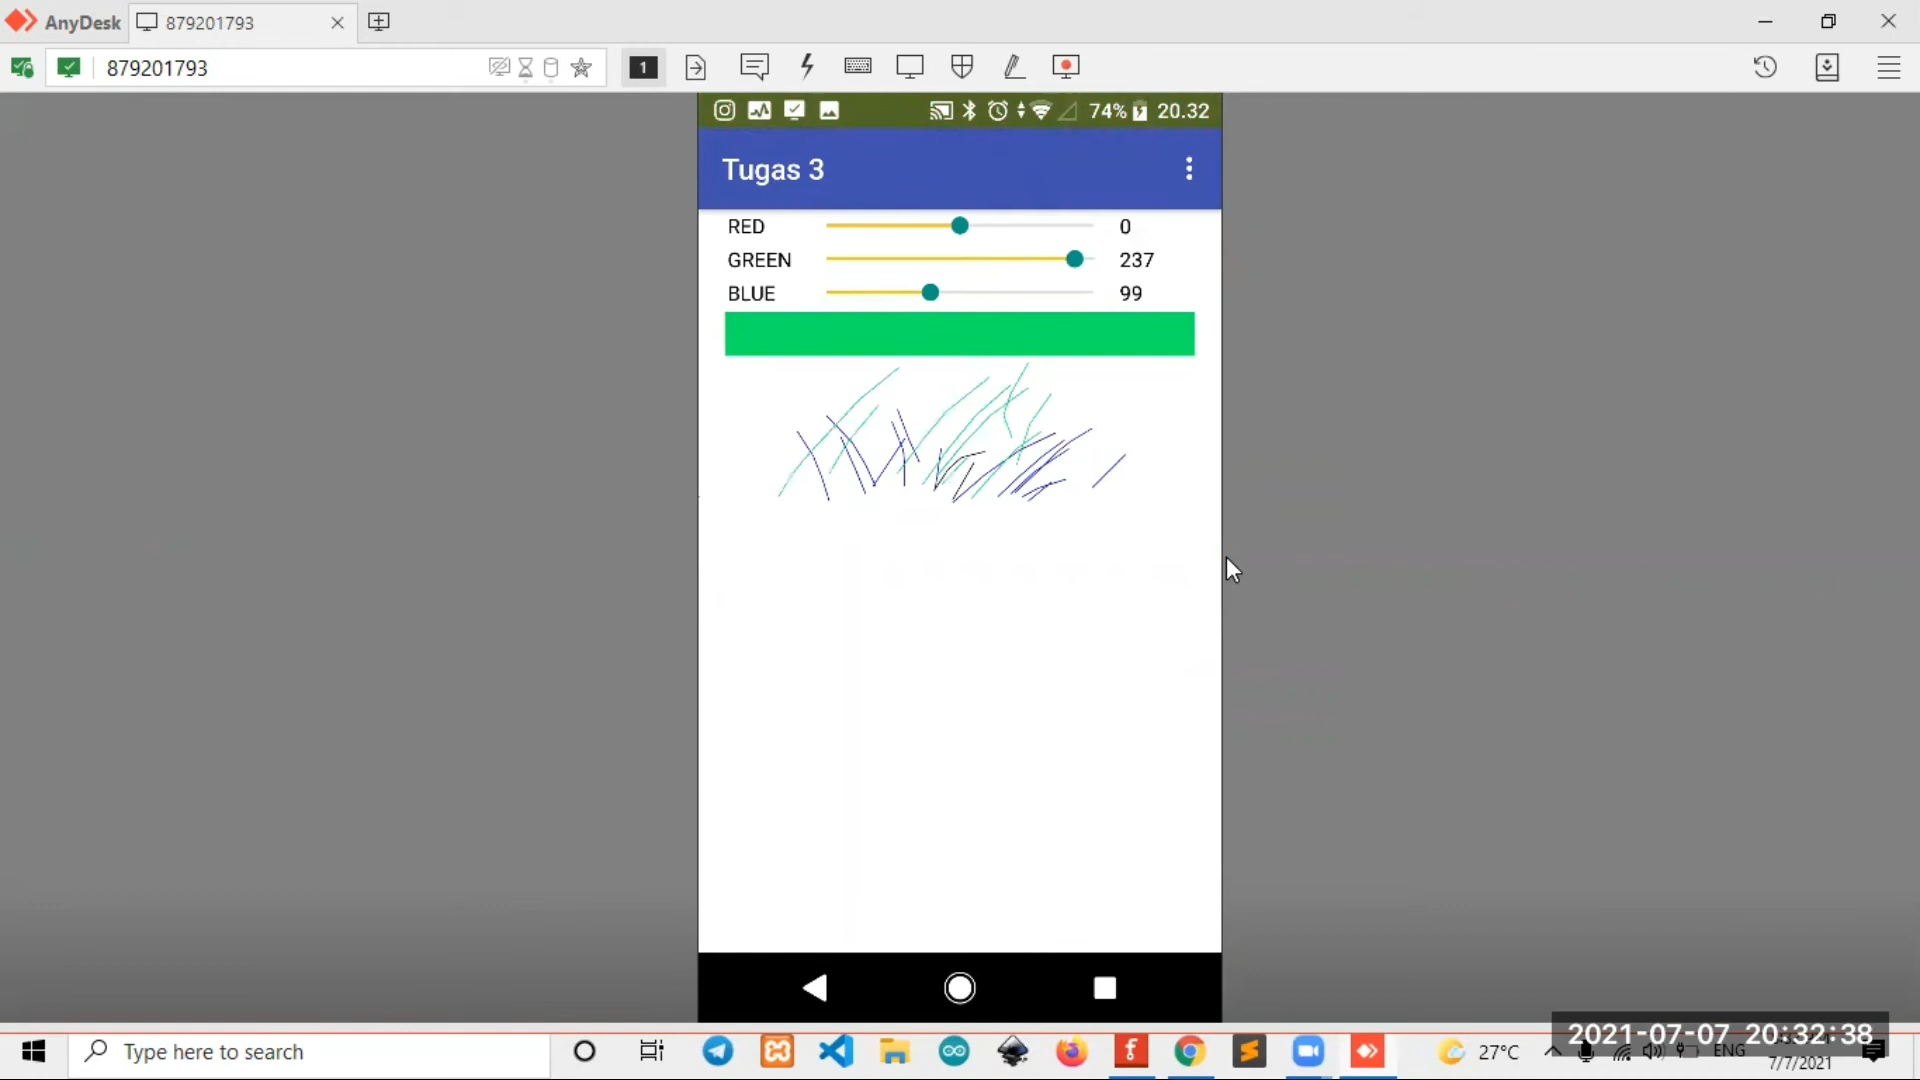 AnyDesk 879201793
879201793 1
74% 20.32
Tugas 3
RED 0
GREEN 237
BLUE 99
Type here to search
27°C ENG
2021-07-07 20:32:38
7/7/2021